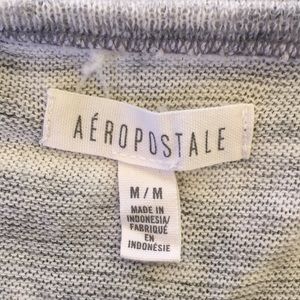 AÉROPOSTALE
M/M
MADE IN
INDONESIA/
FABRIQUÉ
EN
INDONÉSIE